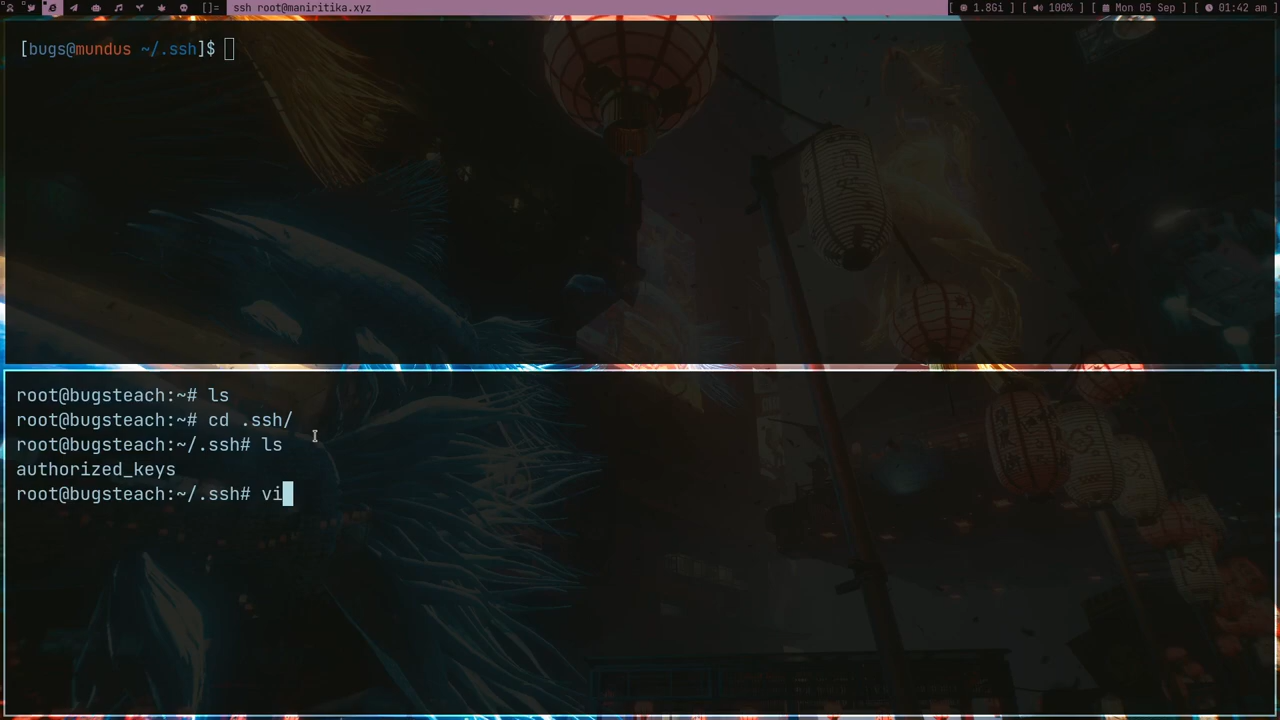 []= ssh root@maniritika.xyz [ 1.8Gi ] [ 100% ] [ Mon 05 Sep ] [ 01:42 am ]
[bugs@mundus ~/.ssh]$
root@bugsteach:~# ls
root@bugsteach:~# cd .ssh/
root@bugsteach:~/.ssh# ls
authorized_keys
root@bugsteach:~/.ssh# vi